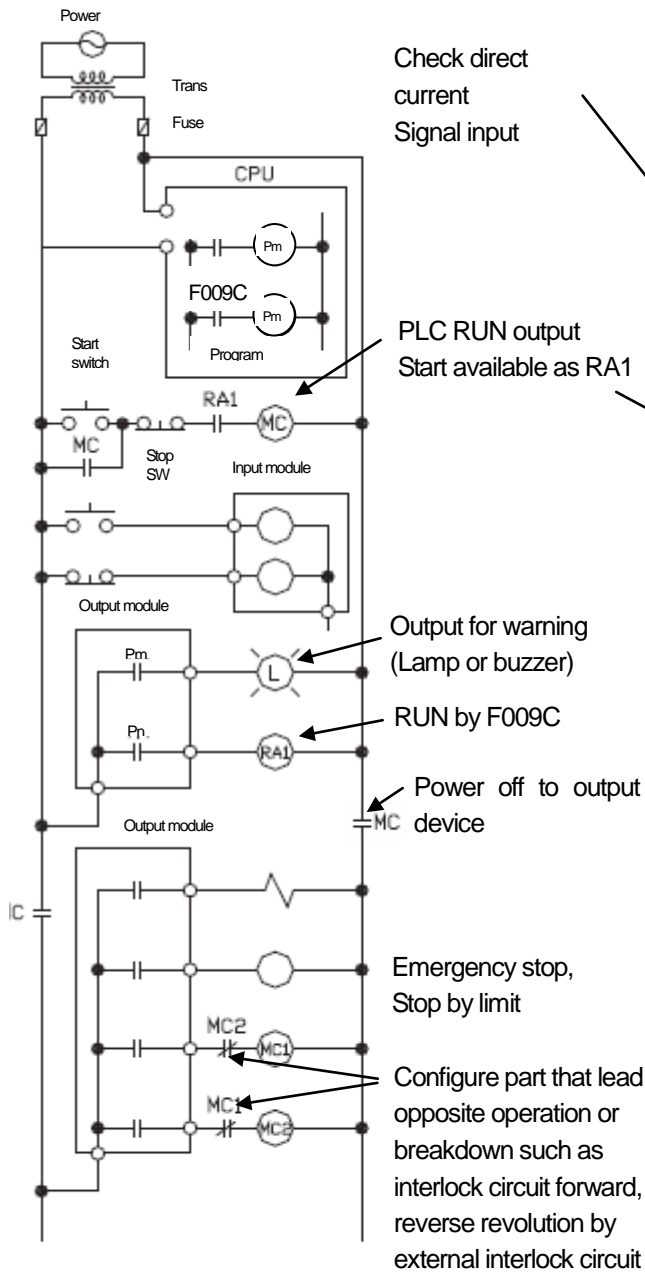 Power
Trans
Fuse
Check direct
current
Signal input
CPU
Pm
F009C
Pm
Program
Start
switch
PLC RUN output
Start available as RA1
RA1
MC
MC
Stop
SW
Input module
Output module
Output for warning
(Lamp or buzzer)
Pm.
L
RUN by F009C
Pn.
RA1
Power off to output
device
MC
Output module
C
Emergency stop,
Stop by limit
MC2
MC1
Configure part that lead
opposite operation or
breakdown such as
interlock circuit forward,
reverse revolution by
external interlock circuit
MC1
MC2